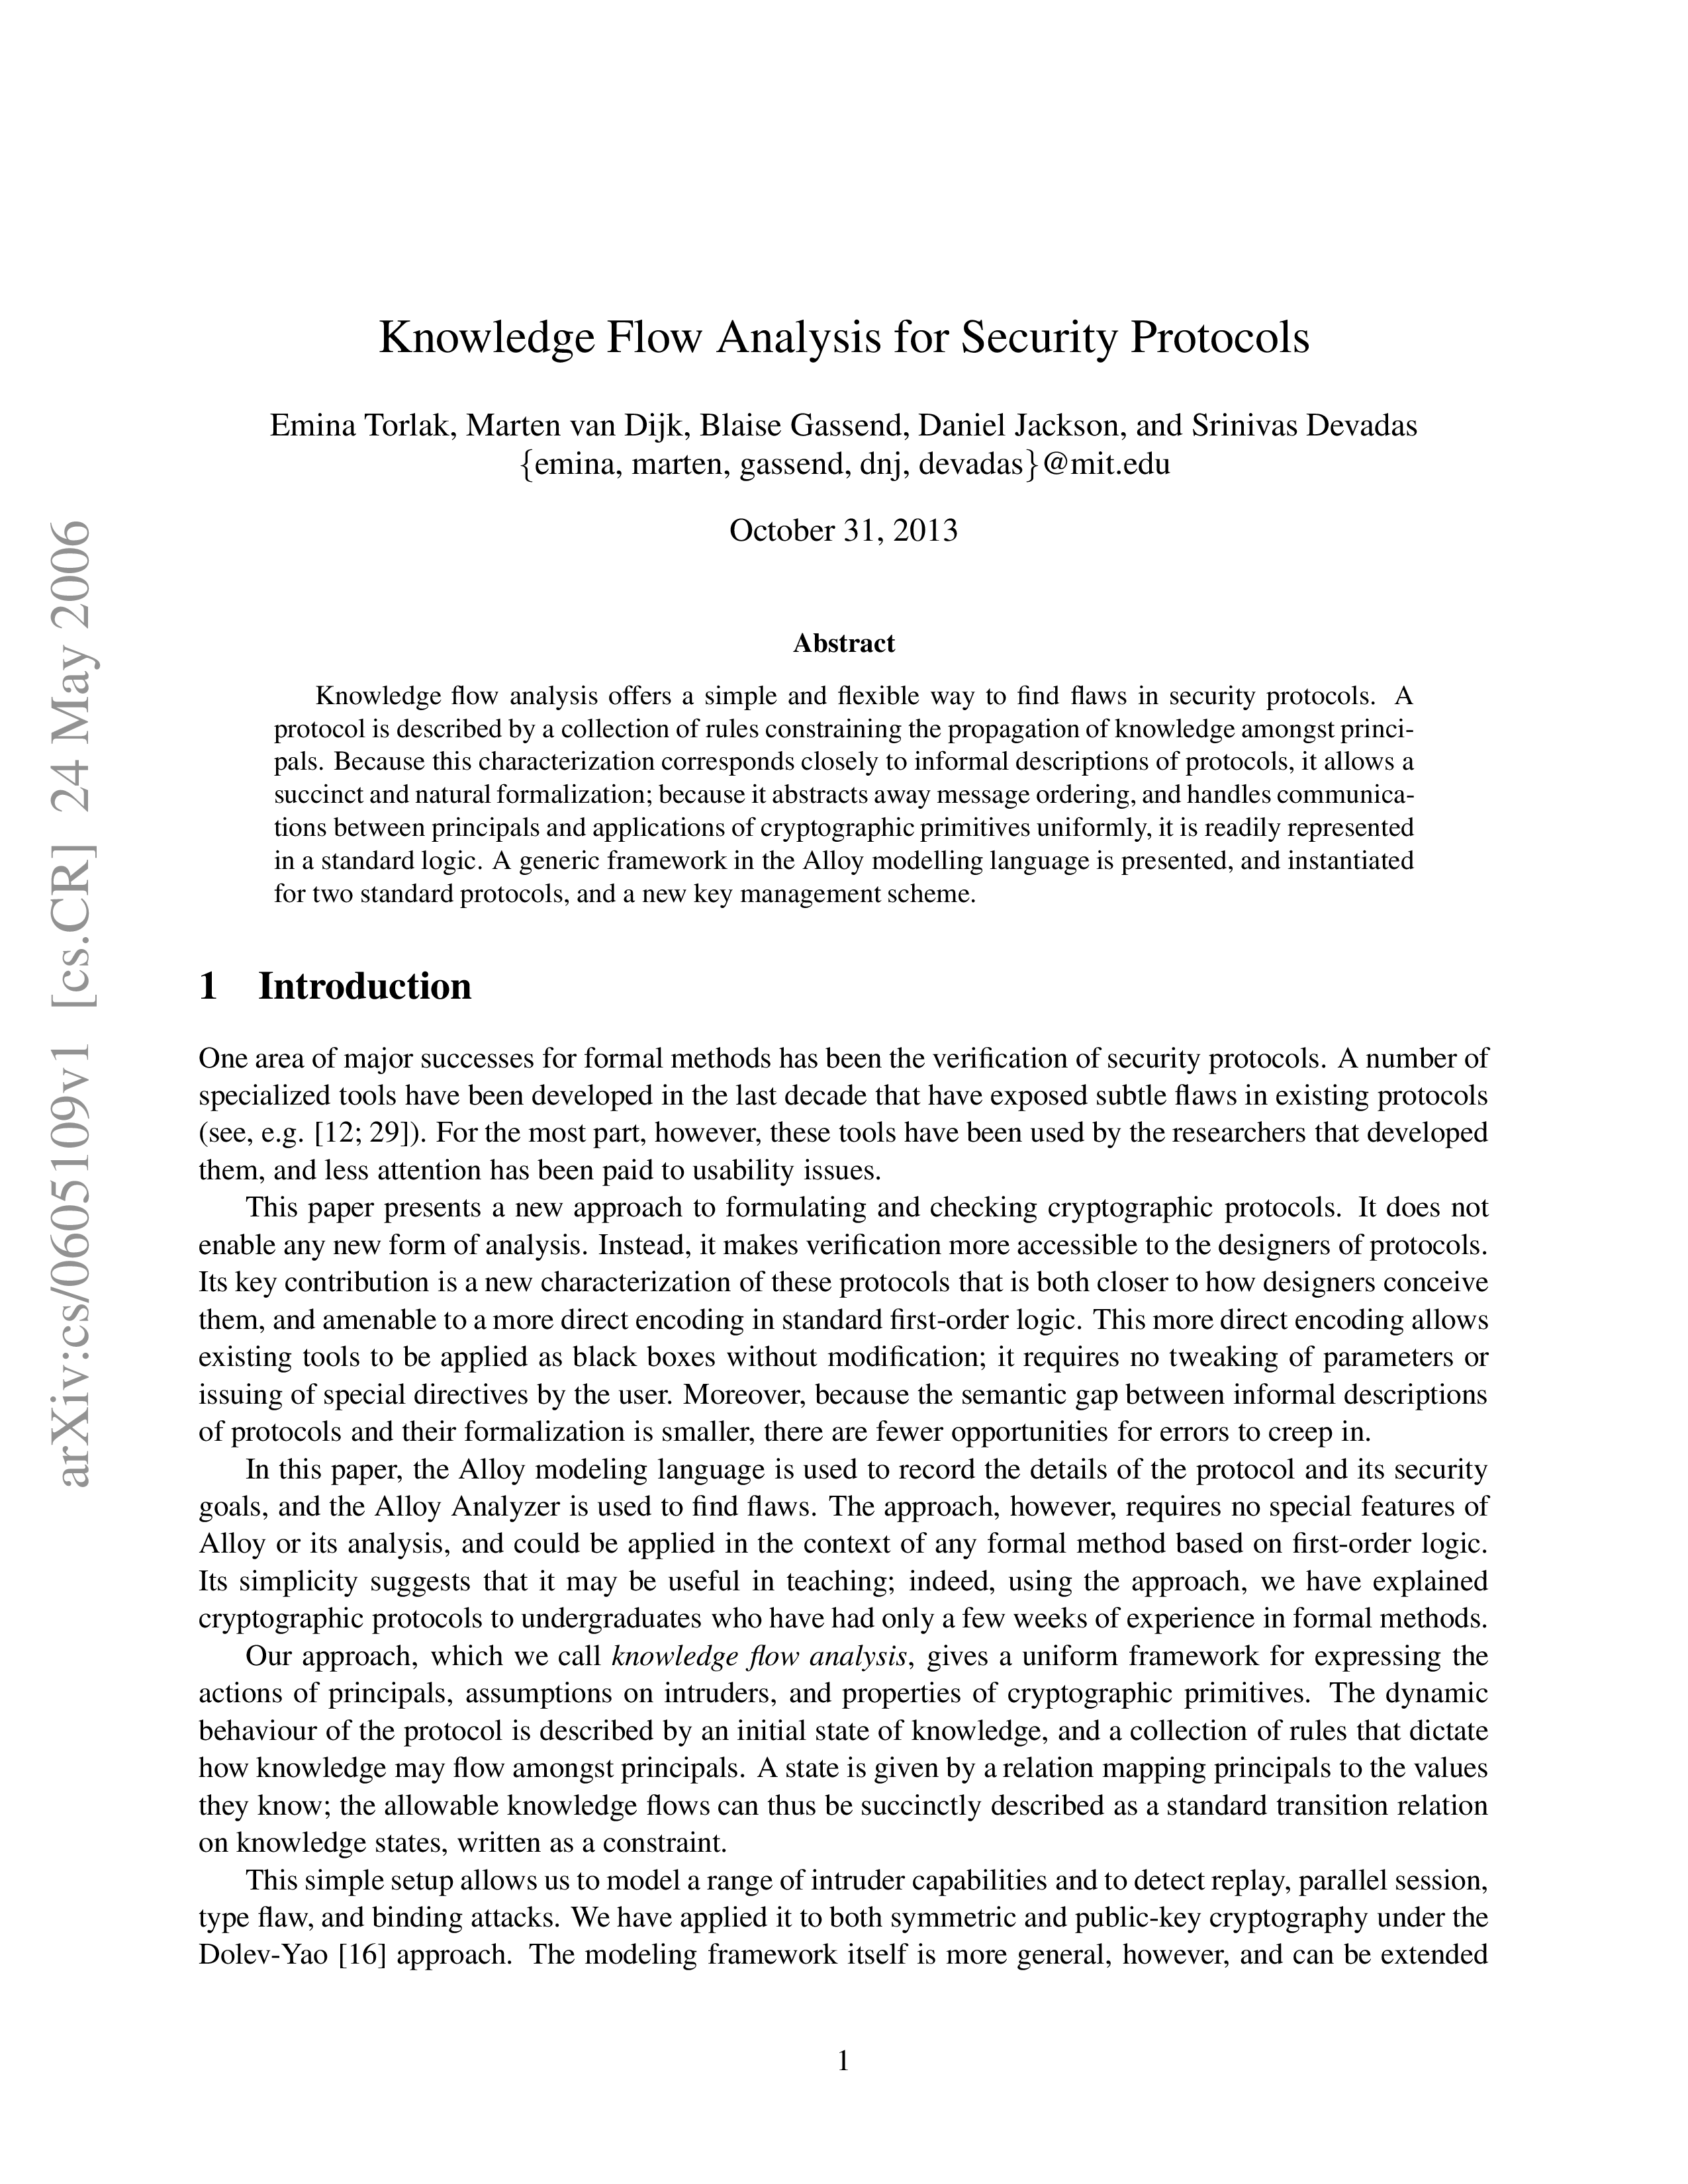 Knowledge Flow Analysis for Security Protocols
Emina Torlak, Marten van Dijk, Blaise Gassend, Daniel Jackson, and Srinivas Devadas
{emina, marten, gassend, dnj, devadas}@mit.edu
October 31, 2013
arXiv:cs/0605109v1 [cs.CR] 24 May 2006
Abstract
Knowledge flow analysis offers a simple and flexible way to find flaws in security protocols. A
protocol is described by a collection of rules constraining the propagation of knowledge amongst princi-
pals. Because this characterization corresponds closely to informal descriptions of protocols, it allows a
succinct and natural formalization; because it abstracts away message ordering, and handles communica-
tions between principals and applications of cryptographic primitives uniformly, it is readily represented
in a standard logic. A generic framework in the Alloy modelling language is presented, and instantiated
for two standard protocols, and a new key management scheme.
1 Introduction
One area of major successes for formal methods has been the verification of security protocols. A number of
specialized tools have been developed in the last decade that have exposed subtle flaws in existing protocols
(see, e.g. [12; 29]). For the most part, however, these tools have been used by the researchers that developed
them, and less attention has been paid to usability issues.
This paper presents a new approach to formulating and checking cryptographic protocols. It does not
enable any new form of analysis. Instead, it makes verification more accessible to the designers of protocols.
Its key contribution is a new characterization of these protocols that is both closer to how designers conceive
them, and amenable to a more direct encoding in standard first-order logic. This more direct encoding allows
existing tools to be applied as black boxes without modification; it requires no tweaking of parameters or
issuing of special directives by the user. Moreover, because the semantic gap between informal descriptions
of protocols and their formalization is smaller, there are fewer opportunities for errors to creep in.
In this paper, the Alloy modeling language is used to record the details of the protocol and its security
goals, and the Alloy Analyzer is used to find flaws. The approach, however, requires no special features of
Alloy or its analysis, and could be applied in the context of any formal method based on first-order logic.
Its simplicity suggests that it may be useful in teaching; indeed, using the approach, we have explained
cryptographic protocols to undergraduates who have had only a few weeks of experience in formal methods.
Our approach, which we call knowledge flow analysis, gives a uniform framework for expressing the
actions of principals, assumptions on intruders, and properties of cryptographic primitives. The dynamic
behaviour of the protocol is described by an initial state of knowledge, and a collection of rules that dictate
how knowledge may flow amongst principals. A state is given by a relation mapping principals to the values
they know; the allowable knowledge flows can thus be succinctly described as a standard transition relation
on knowledge states, written as a constraint.
This simple setup allows us to model a range of intruder capabilities and to detect replay, parallel session,
type flaw, and binding attacks. We have applied it to both symmetric and public-key cryptography under the
Dolev-Yao [16] approach. The modeling framework itself is more general, however, and can be extended
1